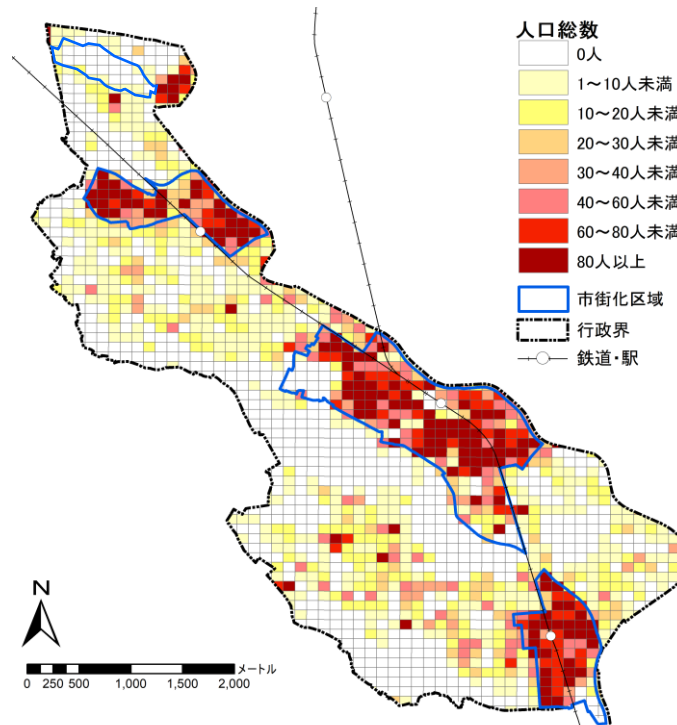 人口総数
0人
1~10人未満
10~20人未満
20~30人未満
30~40人未満
40~60人未満
60~80人未満
80人以上
市街化区域
行政界
鉄道・駅
N
メートル
0 250 500 1,000 1,500 2,000